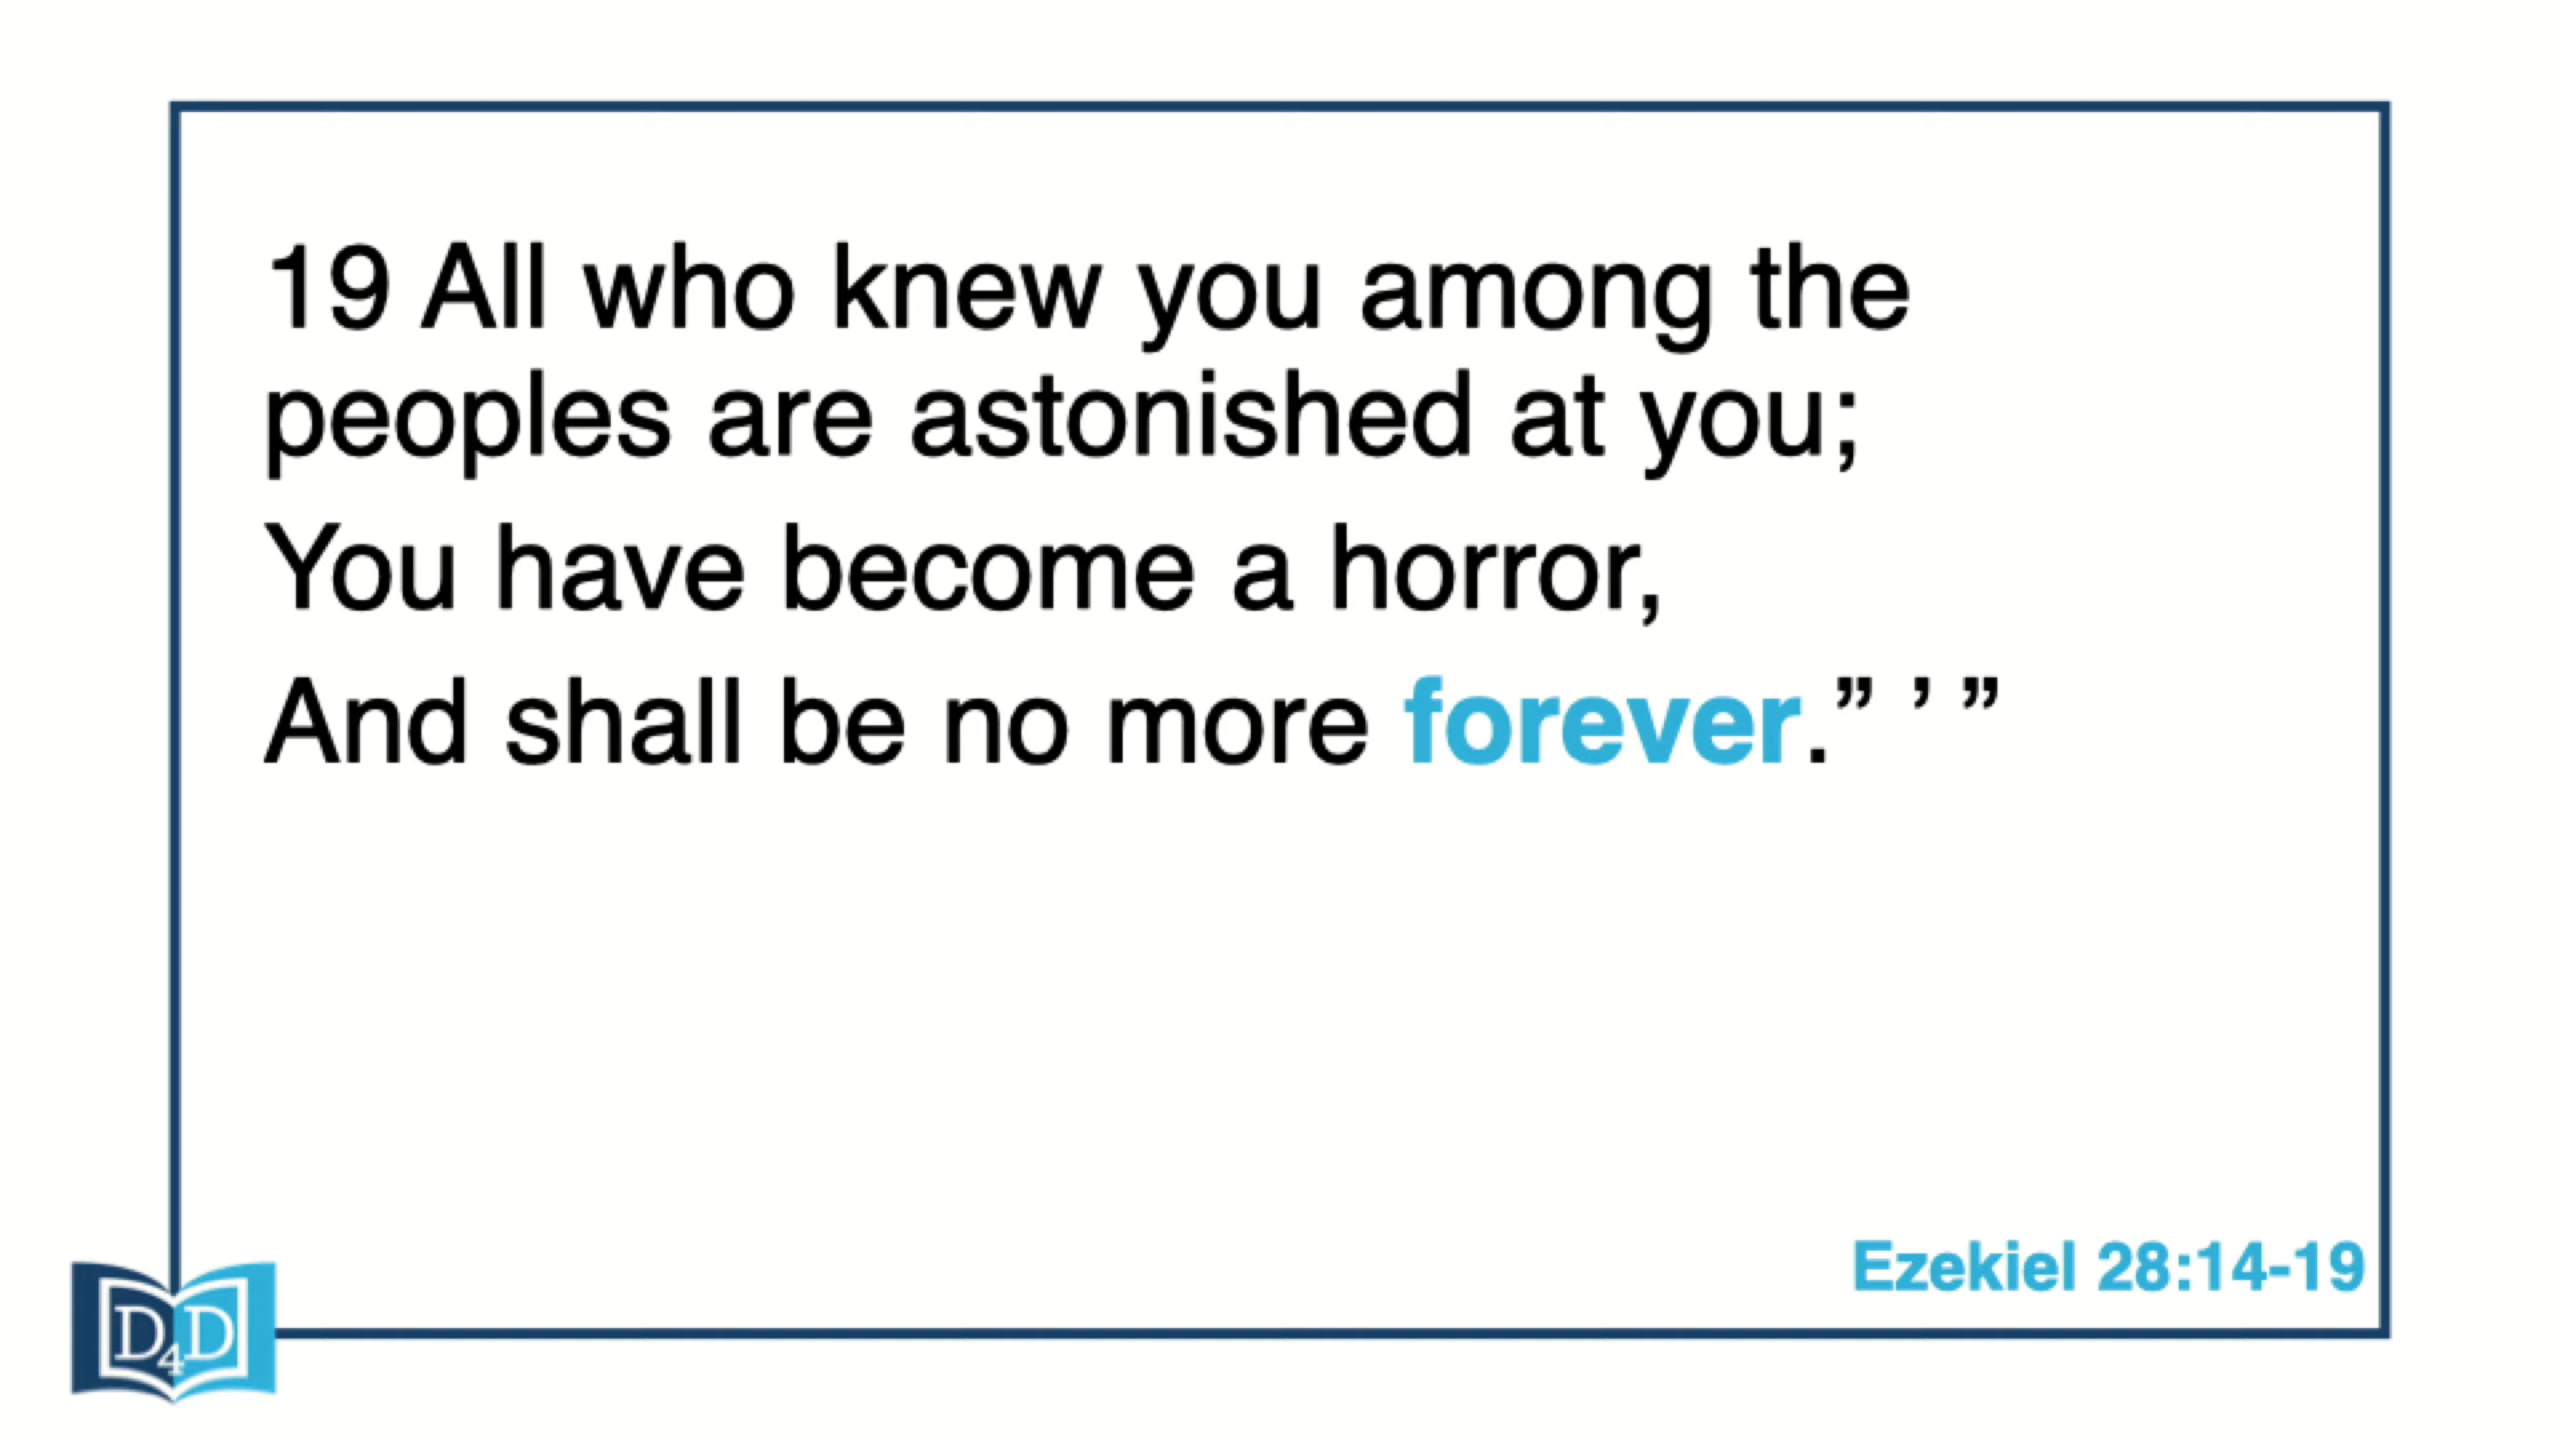 19 All who knew you among the
peoples are astonished at you;
You have become a horror,
And shall be no more forever.” ’ ”
Ezekiel 28:14-19
D4D